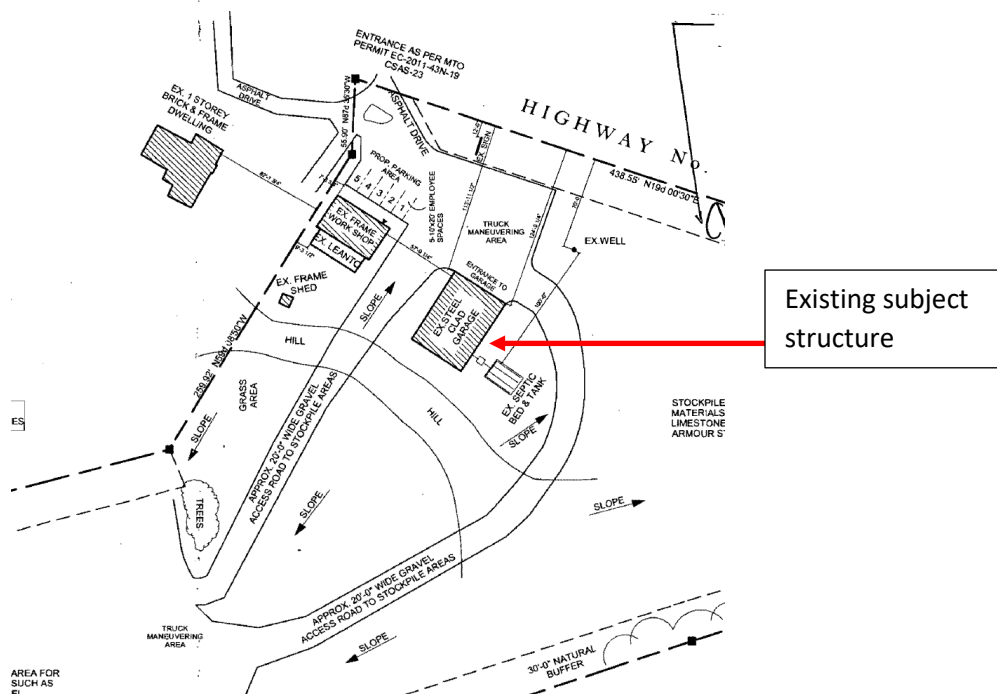 ENTRANCE AS PER MTO
PERMIT EC-2011-43N-19
CSAS-23
ASPHALT
DRIVE
EX. 1 STOREY
BRICK & FRAME
DWELLING
55.90' N87d
ASPHALT DRIVE
HIGHWAY No
438.55' N19d 00'30"E
EX. SIGN
PROP. PARKING
AREA
5 4 3 2 1
5-10'x20' EMPLOYEE
SPACES
TRUCK
MANEUVERING
AREA
EX. WELL
EX. FRAME
WORK SHOP
EX. LEANTO
EX. FRAME
SHED
ENTRANCE TO
GARAGE
EX. STEEL
CLAD
GARAGE
Existing subject
structure
SLOPE
HILL
259.92' N59d
GRASS
AREA
SLOPE
HILL
EX. SEPTIC
BED & TANK
SLOPE
STOCKPILE
MATERIALS
LIMESTONE
ARMOUR S
ES
APPROX. 20'-0" WIDE GRAVEL
ACCESS ROAD TO STOCKPILE AREAS
TREES
SLOPE
SLOPE
APPROX. 20'-0" WIDE GRAVEL
ACCESS ROAD TO STOCKPILE AREAS
TRUCK
MANEUVERING
AREA
SLOPE
30'-0" NATURAL
BUFFER
AREA FOR
SUCH AS